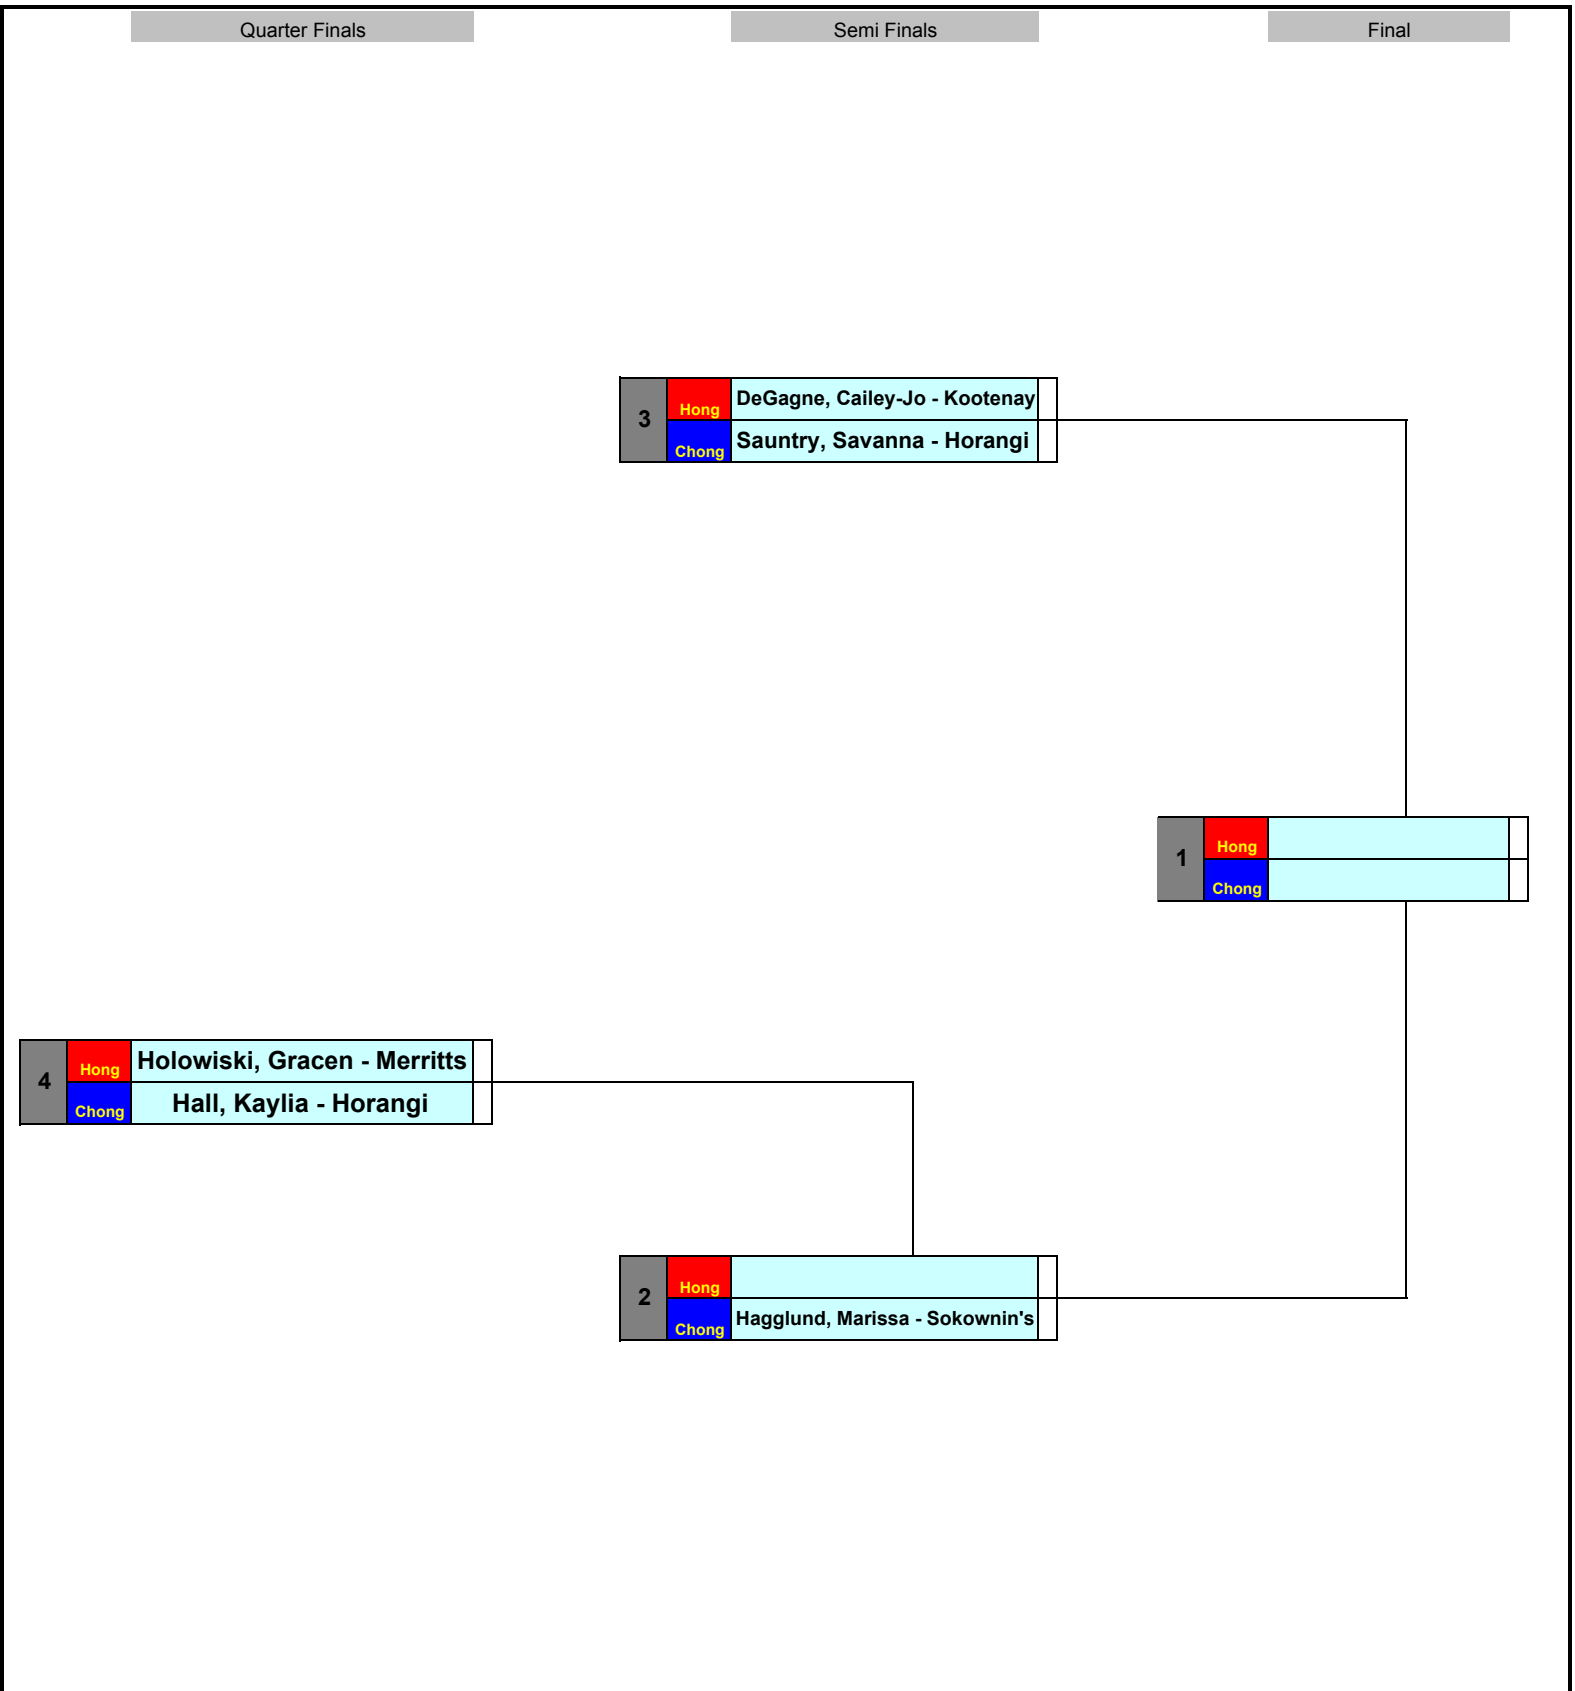 Quarter Finals Semi Finals Final
3 Hong DeGagne, Cailey-Jo - Kootenay
Chong Sauntry, Savanna - Horangi
1 Hong
Chong
4 Hong Holowiski, Gracen - Merritts
Chong Hall, Kaylia - Horangi
2 Hong
Chong Hagglund, Marissa - Sokownin's